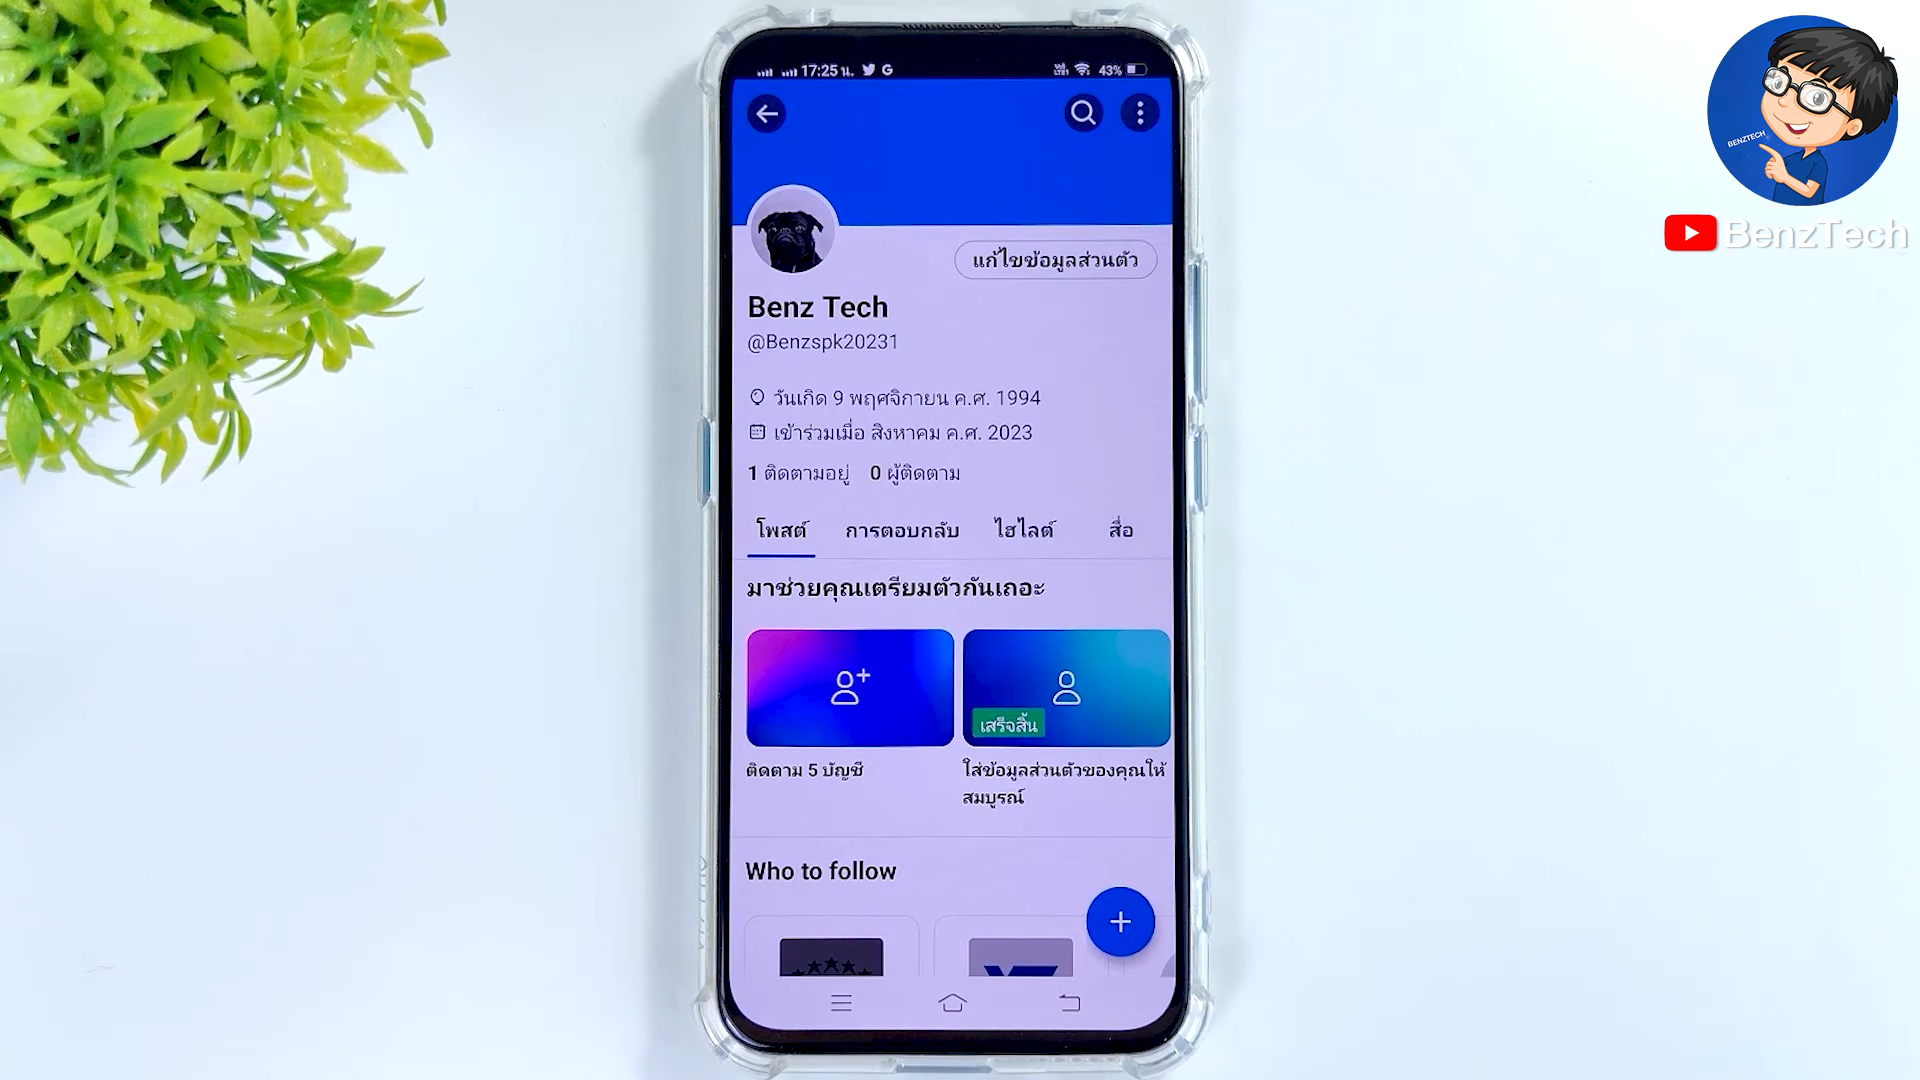 17:25 น.
43%
BENZTECH
BenzTech
แก้ไขข้อมูลส่วนตัว
Benz Tech
@Benzspk20231
วันเกิด 9 พฤศจิกายน ค.ศ. 1994
เข้าร่วมเมื่อ สิงหาคม ค.ศ. 2023
1 ติดตามอยู่ 0 ผู้ติดตาม
โพสต์ การตอบกลับ ไฮไลต์ สื่อ
มาช่วยคุณเตรียมตัวกันเถอะ
เสร็จสิ้น
ติดตาม 5 บัญชี
ใส่ข้อมูลส่วนตัวของคุณให้
สมบูรณ์
Who to follow